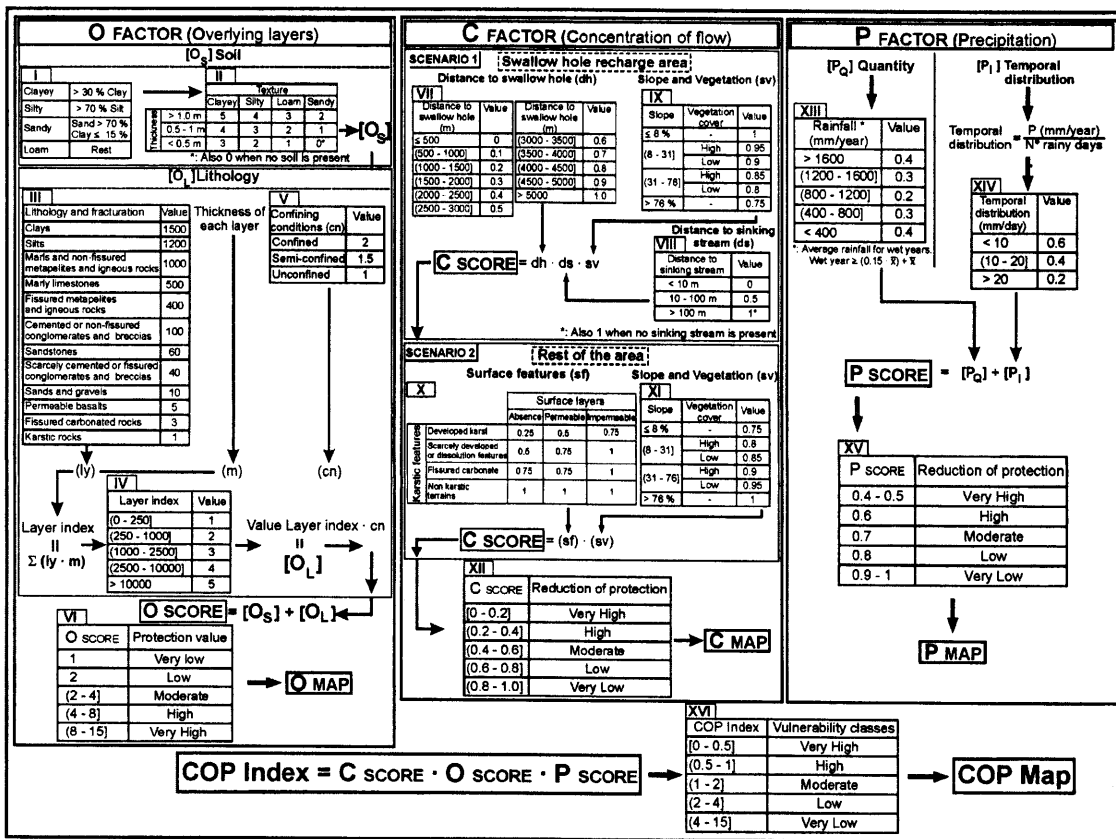 O FACTOR (Overlying layers)
[O_S] Soil
I
Clayey > 30 % Clay
Silty > 70 % Silt
Sandy Sand > 70 % Clay ≤ 15 %
Loam Rest
II
Texture
Clayey Silty Loam Sandy
Thickness
> 1.0 m 5 4 3 2
0.5 - 1 m 4 3 2 1
< 0.5 m 3 2 1 0*
[O_S]
*: Also 0 when no soil is present
[O_L] Lithology
III
Lithology and fracturation Value
Clays 1500
Silts 1200
Marls and non-fissured metapelites and igneous rocks 1000
Marly limestones 500
Fissured metapelites and igneous rocks 400
Cemented or non-fissured conglomerates and breccias 100
Sandstones 60
Scarcely cemented or fissured conglomerates and breccias 40
Sands and gravels 10
Permeable basalts 5
Fissured carbonated rocks 3
Karstic rocks 1
Thickness of each layer
V
Confining conditions (cn) Value
Confined 2
Semi-confined 1.5
Unconfined 1
(ly)
(m)
(cn)
Layer index
=
Σ (ly · m)
IV
Layer index Value
(0 - 250] 1
(250 - 1000] 2
(1000 - 2500] 3
(2500 - 10000] 4
> 10000 5
Value Layer index · cn
=
[O_L]
O SCORE = [O_S] + [O_L]
VI
O SCORE Protection value
1 Very low
2 Low
(2 - 4] Moderate
(4 - 8] High
(8 - 15] Very High
O MAP
C FACTOR (Concentration of flow)
SCENARIO 1
Swallow hole recharge area
Distance to swallow hole (dh)
VII
Distance to swallow hole (m) Value Distance to swallow hole (m) Value
≤ 500 0 (3000 - 3500] 0.6
(500 - 1000] 0.1 (3500 - 4000] 0.7
(1000 - 1500] 0.2 (4000 - 4500] 0.8
(1500 - 2000] 0.3 (4500 - 5000] 0.9
(2000 - 2500] 0.4 > 5000 1.0
(2500 - 3000] 0.5
Slope and Vegetation (sv)
IX
Slope Vegetation cover Value
≤ 8 % - 1
(8 - 31] High 0.95
Low 0.9
(31 - 76] High 0.85
Low 0.8
> 76 % - 0.75
C SCORE = dh · ds · sv
Distance to sinking stream (ds)
VIII
Distance to sinking stream Value
< 10 m 0
10 - 100 m 0.5
> 100 m 1*
*: Also 1 when no sinking stream is present
SCENARIO 2
Rest of the area
Surface features (sf)
X
Surface layers
Absence Permeable Impermeable
Karstic features
Developed karst 0.25 0.5 0.75
Scarcely developed or dissolution features 0.5 0.75 1
Fissured carbonate 0.75 0.75 1
Non karstic terrains 1 1 1
Slope and Vegetation (sv)
XI
Slope Vegetation cover Value
≤ 8 % - 0.75
(8 - 31] High 0.8
Low 0.85
(31 - 76] High 0.9
Low 0.95
> 76 % - 1
C SCORE = (sf) · (sv)
XII
C SCORE Reduction of protection
[0 - 0.2] Very High
(0.2 - 0.4] High
(0.4 - 0.6] Moderate
(0.6 - 0.8] Low
(0.8 - 1.0] Very Low
C MAP
P FACTOR (Precipitation)
[P_Q] Quantity
XIII
Rainfall * (mm/year) Value
> 1600 0.4
(1200 - 1600] 0.3
(800 - 1200] 0.2
(400 - 800] 0.3
< 400 0.4
*: Average rainfall for wet years.
Wet year ≥ (0.15 · x̄) + x̄
[P_I] Temporal distribution
Temporal distribution = P (mm/year) / Nº rainy days
XIV
Temporal distribution (mm/day) Value
< 10 0.6
(10 - 20] 0.4
> 20 0.2
P SCORE = [P_Q] + [P_I]
XV
P SCORE Reduction of protection
0.4 - 0.5 Very High
0.6 High
0.7 Moderate
0.8 Low
0.9 - 1 Very Low
P MAP
COP Index = C SCORE · O SCORE · P SCORE
XVI
COP Index Vulnerability classes
[0 - 0.5] Very High
(0.5 - 1] High
(1 - 2] Moderate
(2 - 4] Low
(4 - 15] Very Low
COP Map